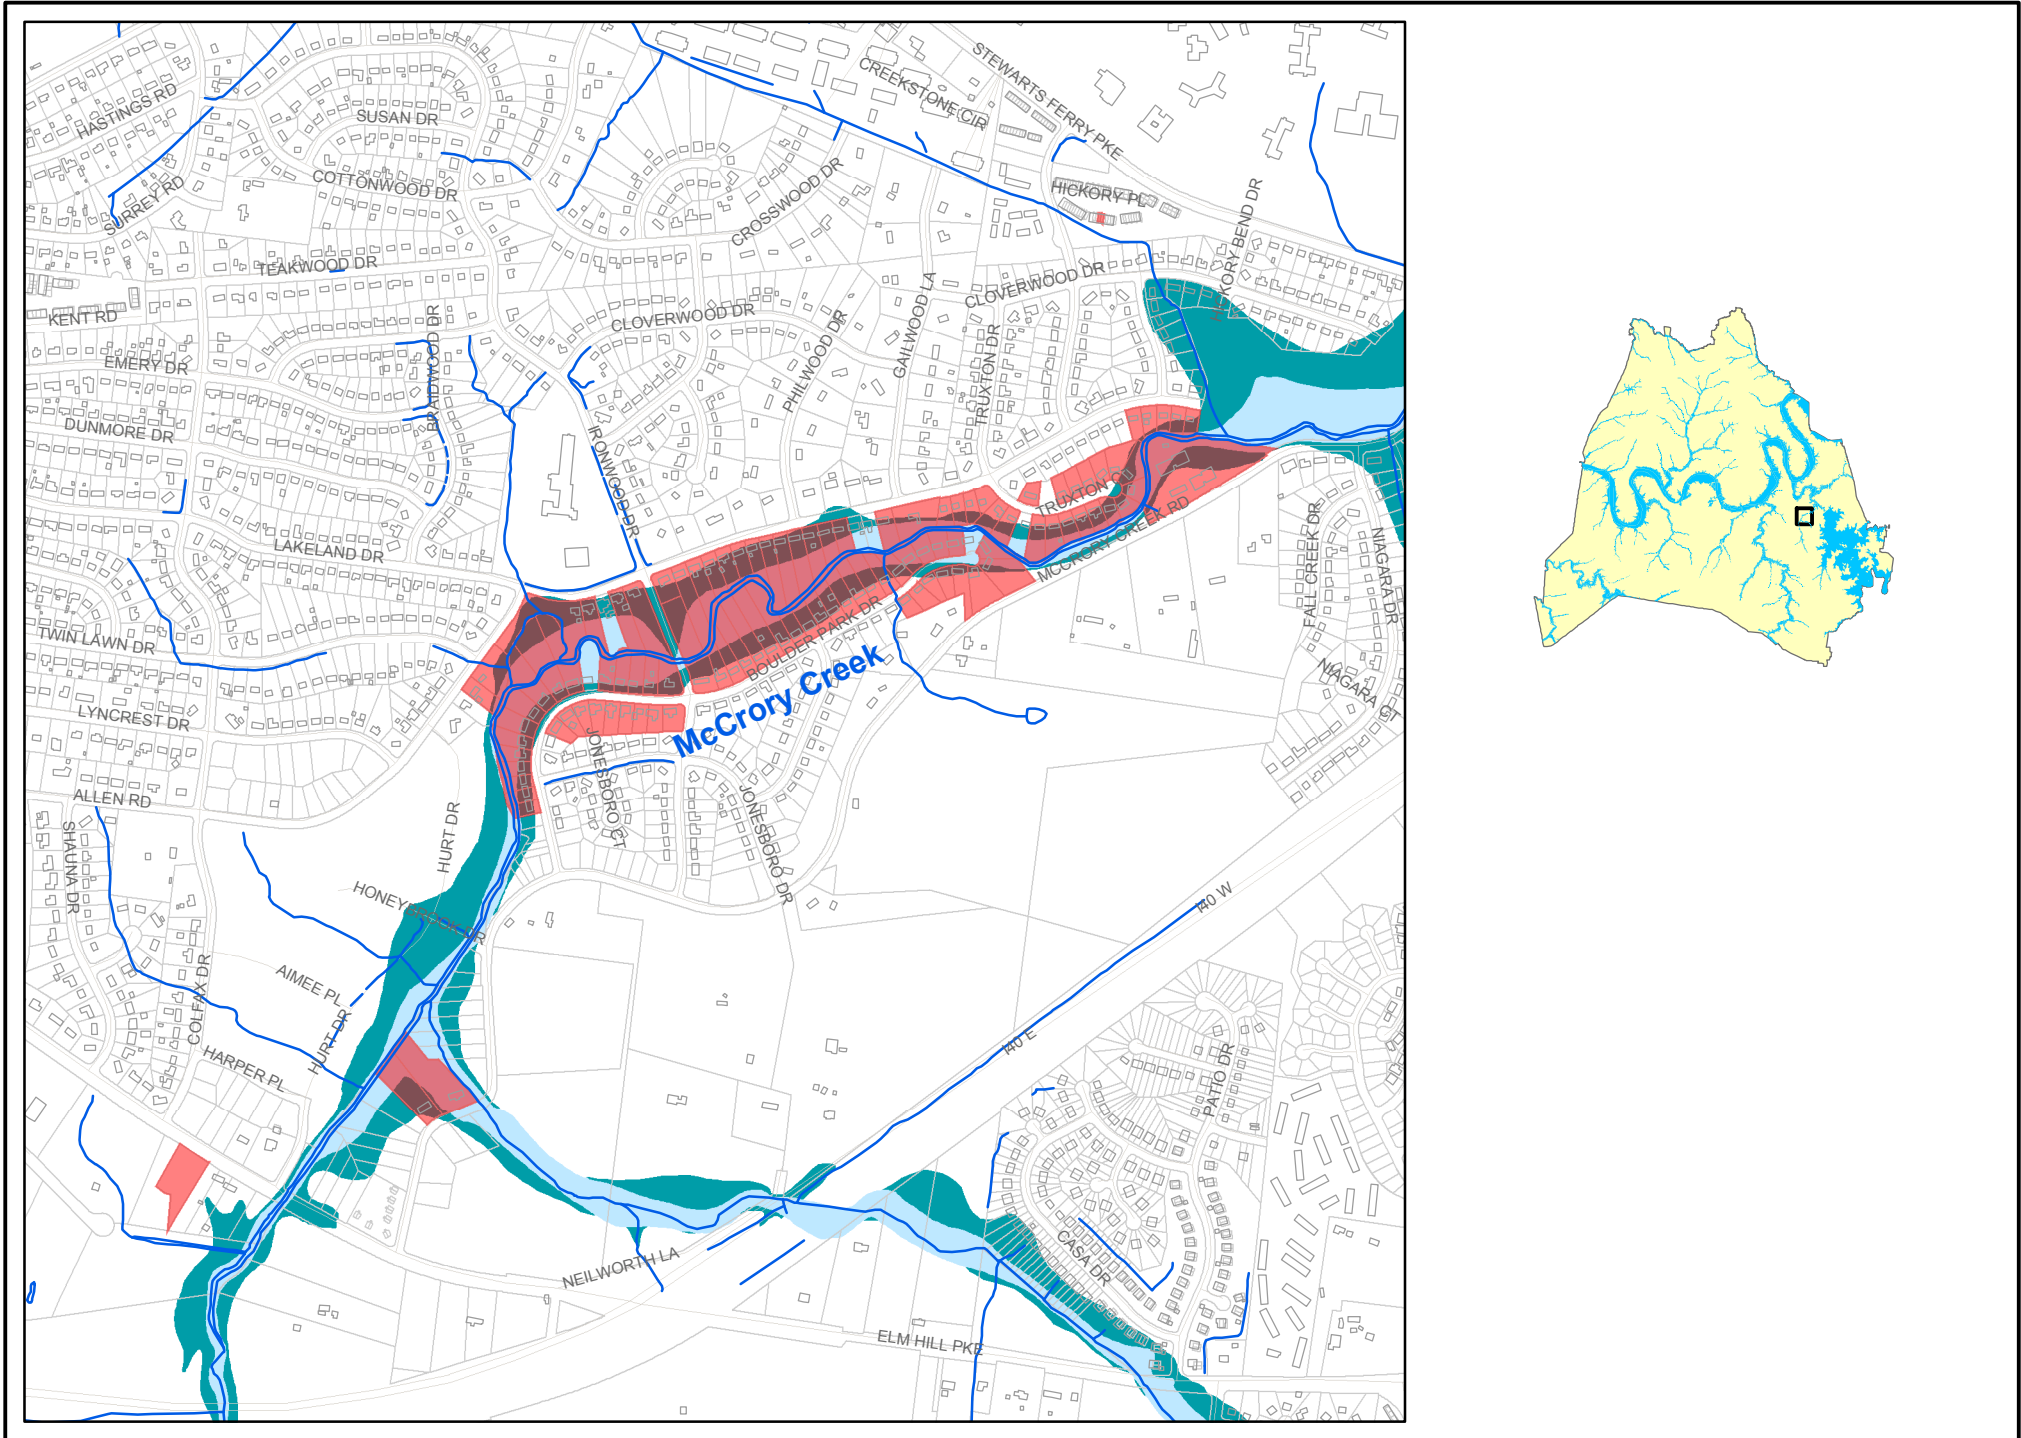 STEWARTS FERRY PKE
CREEKSTONE CIR
HASTINGS RD
SUSAN DR
COTTONWOOD DR
SURREY RD
CROSSWOOD DR
HICKORY PL
HICKORY BEND DR
TEAKWOOD DR
CLOVERWOOD DR
GAILWOOD LA
KENT RD
CLOVERWOOD DR
BRAIDWOOD DR
PHILWOOD DR
TRUXTON DR
EMERY DR
DUNMORE DR
IRONWOOD DR
TRUXTON C
MCCRORY CREEK RD
LAKELAND DR
FALL CREEK DR
NIAGARA DR
TWIN LAWN DR
BOULDER PARK DR
McCrory Creek
NIAGARA CT
LYNCREST DR
JONESBORO CT
ALLEN RD
HURT DR
JONESBORO DR
SHAUNA DR
HONEYBROOK DR
I40 W
AIMEE PL
COLFAX DR
HURT DR
I40 E
HARPER PL
PATIO DR
CASA DR
NEILWORTH LA
ELM HILL PKE